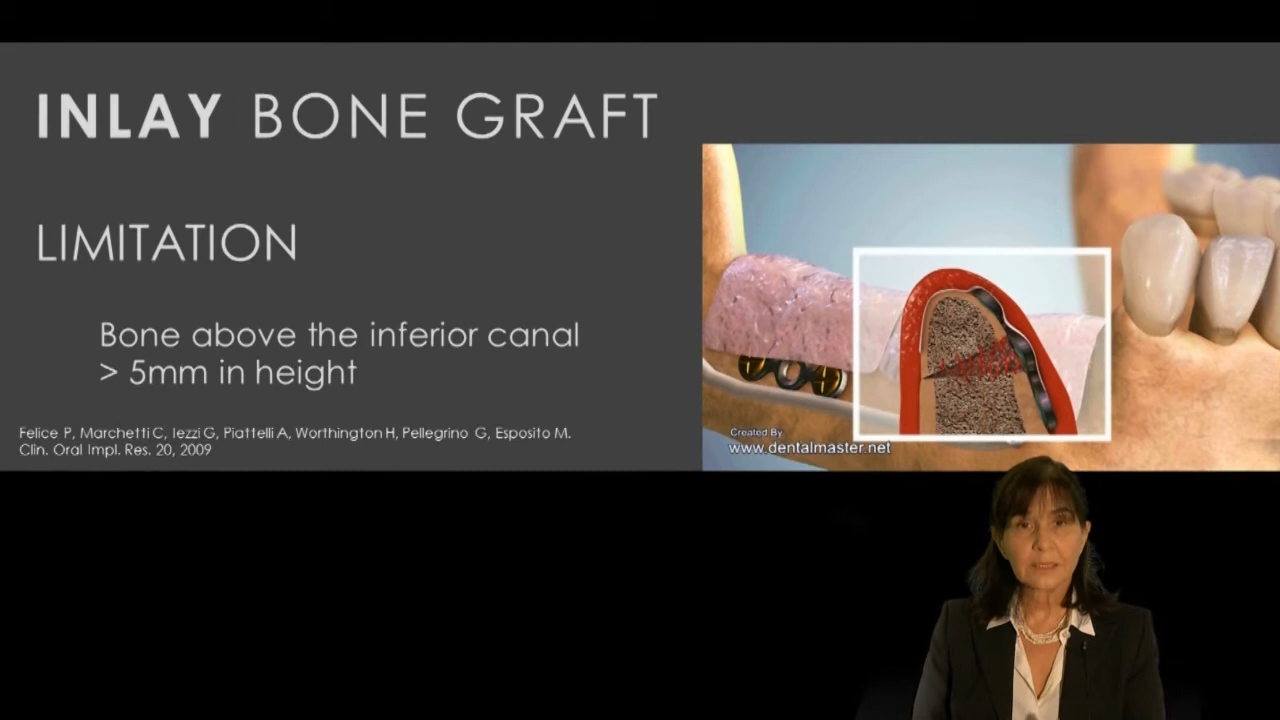 INLAY BONE GRAFT
LIMITATION
Bone above the inferior canal
> 5mm in height
Felice P, Marchetti C, Iezzi G, Piattelli A, Worthington H, Pellegrino G, Esposito M.
Clin. Oral Impl. Res. 20, 2009
Created By
www.dentalmaster.net